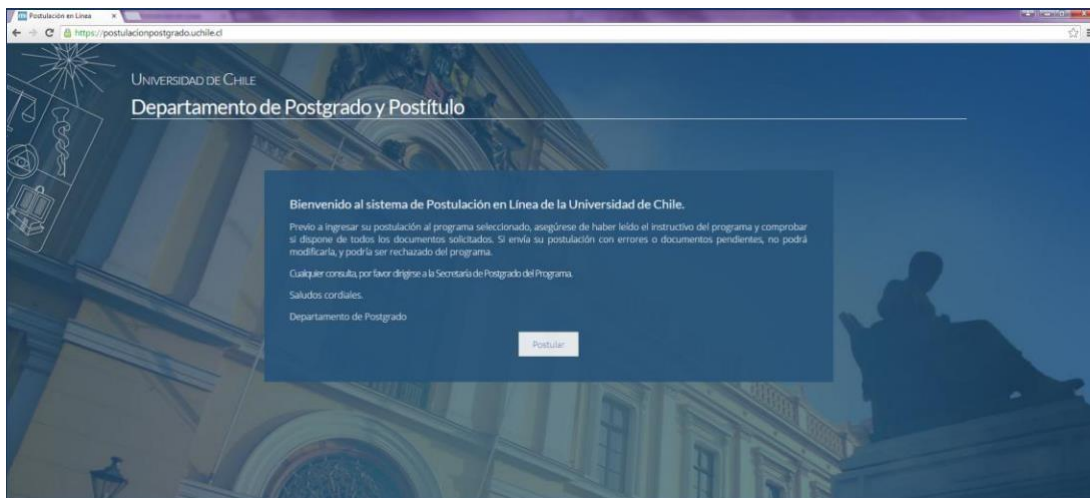 Postulación en Línea
https://postulacionpostgrado.uchile.cl
UNIVERSIDAD DE CHILE
Departamento de Postgrado y Postítulo
Bienvenido al sistema de Postulación en Línea de la Universidad de Chile.
Previo a ingresar su postulación al programa seleccionado, asegúrese de haber leído el instructivo del programa y comprobar
si dispone de todos los documentos solicitados. Si envía su postulación con errores o documentos pendientes, no podrá
modificarla, y podría ser rechazado del programa.
Cualquier consulta, por favor dirigirse a la Secretaría de Postgrado del Programa.
Saludos cordiales.
Departamento de Postgrado
Postular